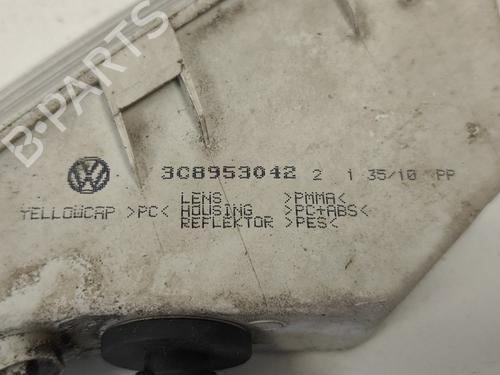 3C8953042 2 1 35/10 PP
LENS >PMMA<
YELLOWCAP >PC< HOUSING >PC+ABS<
REFLEKTOR >PES<
B-PARTS